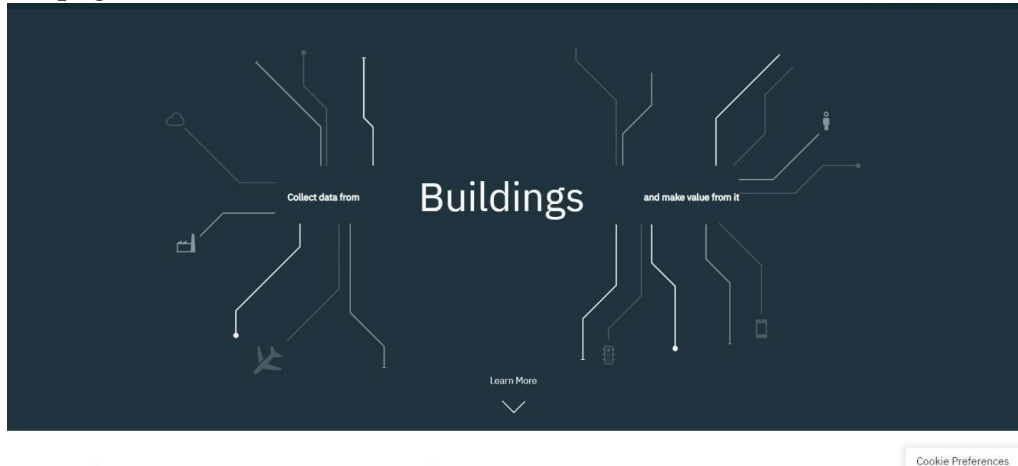 Collect data from
Buildings
and make value from it
Learn More
Cookie Preferences